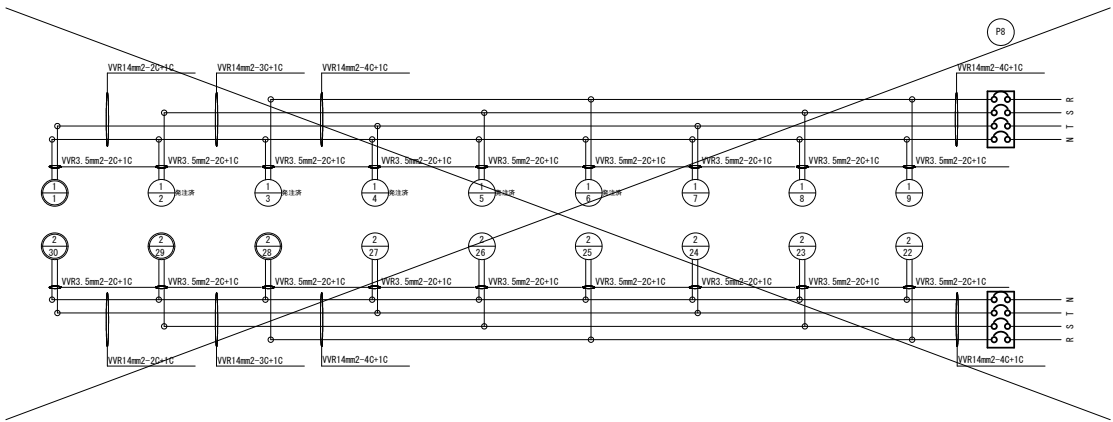 P8
VVR14mm2-2C+1C VVR14mm2-3C+1C VVR14mm2-4C+1C VVR14mm2-4C+1C
R
S
T
N
VVR3.5mm2-2C+1C VVR3.5mm2-2C+1C VVR3.5mm2-2C+1C VVR3.5mm2-2C+1C VVR3.5mm2-2C+1C VVR3.5mm2-2C+1C VVR3.5mm2-2C+1C VVR3.5mm2-2C+1C VVR3.5mm2-2C+1C
1 1 1 1 1 1 1 1 1
発注済 発注済 発注済 発注済 発注済
1 2 3 4 5 6 7 8 9
2 2 2 2 2 2 2 2 2
30 29 28 27 26 25 24 23 22
VVR3.5mm2-2C+1C VVR3.5mm2-2C+1C VVR3.5mm2-2C+1C VVR3.5mm2-2C+1C VVR3.5mm2-2C+1C VVR3.5mm2-2C+1C VVR3.5mm2-2C+1C VVR3.5mm2-2C+1C VVR3.5mm2-2C+1C
N
T
S
R
VVR14mm2-2C+1C VVR14mm2-3C+1C VVR14mm2-4C+1C VVR14mm2-4C+1C